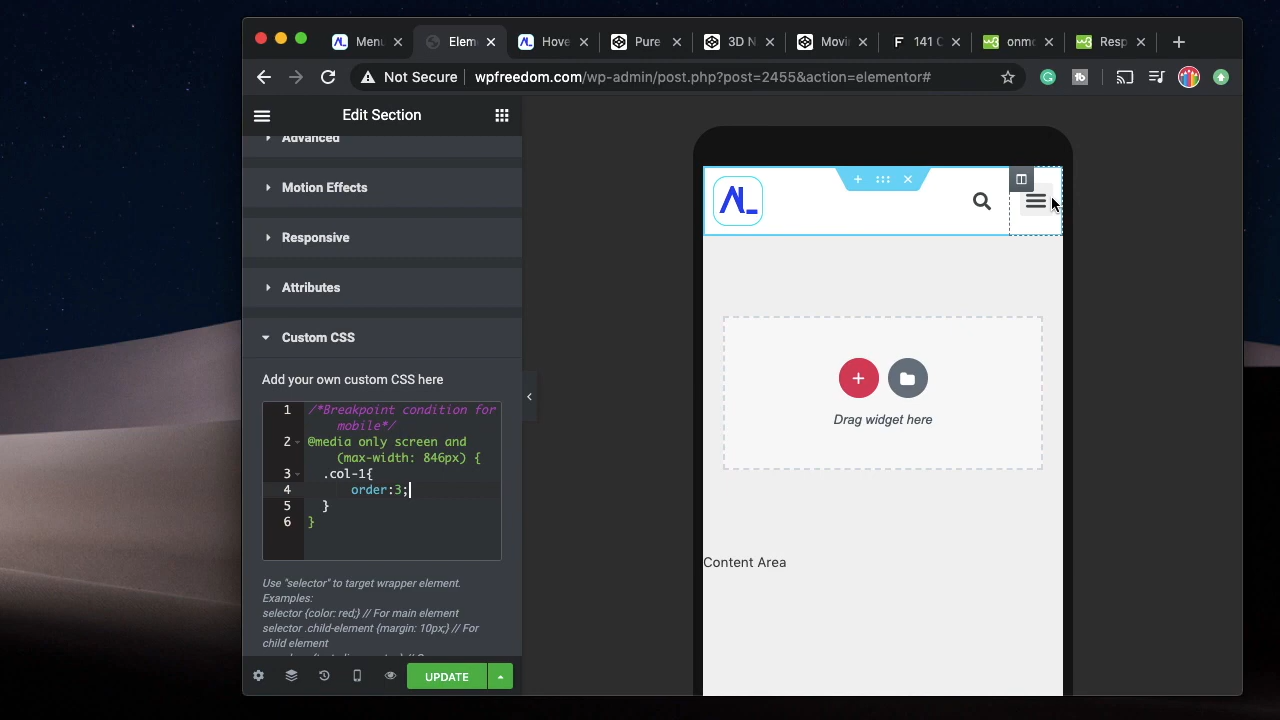 Menu
Elem
Hove
Pure
3D N
Movi
141 C
onmo
Resp
Not Secure
wpfreedom.com/wp-admin/post.php?post=2455&action=elementor#
Edit Section
Advanced
Motion Effects
Responsive
Attributes
Custom CSS
Add your own custom CSS here
1 /*Breakpoint condition for
mobile*/
2 @media only screen and
(max-width: 846px) {
3 .col-1{
4 order:3;
5 }
6 }
Use "selector" to target wrapper element.
Examples:
selector {color: red;} // For main element
selector .child-element {margin: 10px;} // For
child element
UPDATE
Drag widget here
Content Area